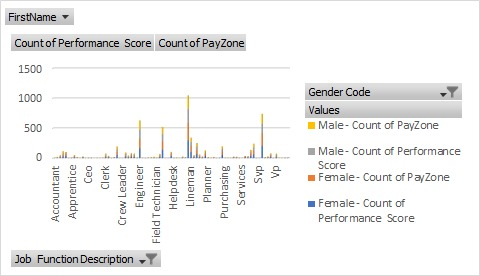 FirstName
Count of Performance Score Count of PayZone
1500
1000
500
0
Accountant
Apprentice
Ceo
Clerk
Crew Leader
Engineer
Field Technician
Helpdesk
Lineman
Planner
Purchasing
Services
Svp
Vp
Gender Code
Values
Male - Count of PayZone
Male - Count of Performance
Score
Female - Count of PayZone
Female - Count of
Performance Score
Job Function Description